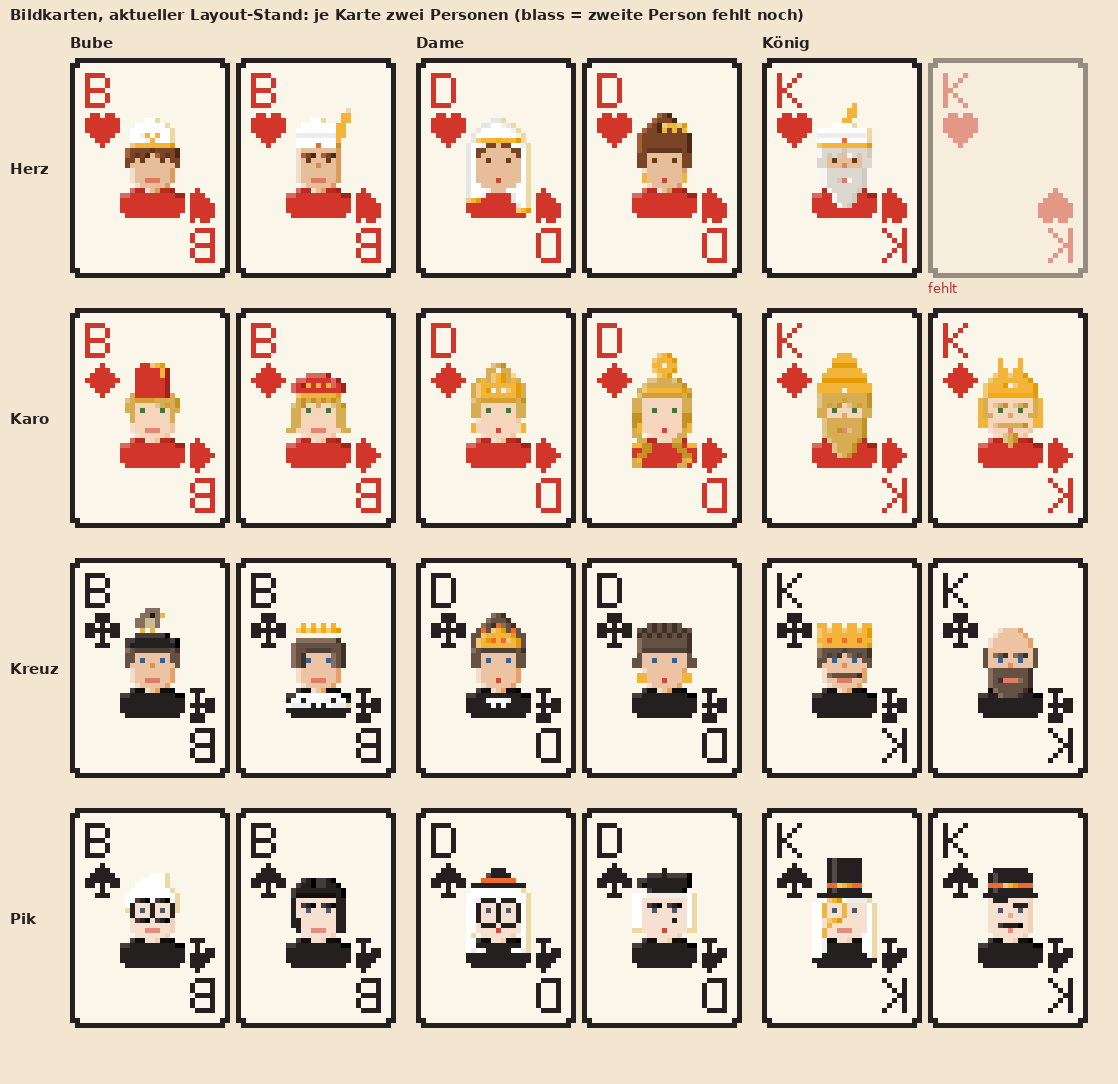 Bildkarten, aktueller Layout-Stand: je Karte zwei Personen (blass = zweite Person fehlt noch)
Bube Dame König
Herz
B B B B D D D D K K K K
fehlt
Karo
B B B B D D D D K K K K
Kreuz
B B B B D D D D K K K K
Pik
B B B B D D D D K K K K